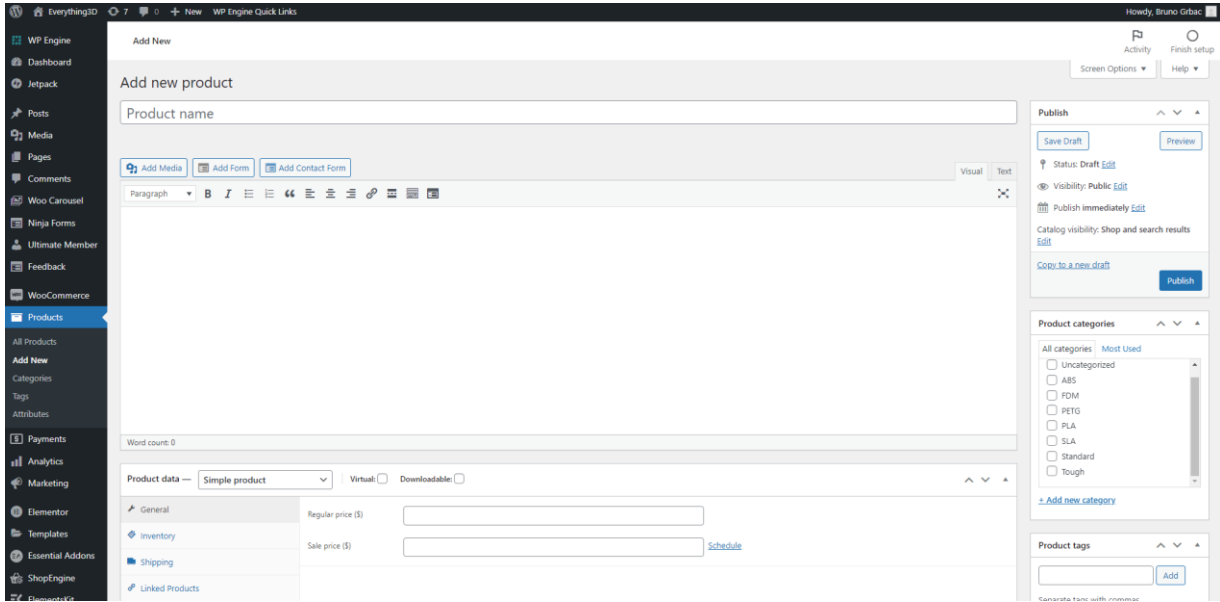 Everything3D 7 0 New WP Engine Quick Links Howdy, Bruno Grbac
WP Engine
Dashboard
Jetpack
Posts
Media
Pages
Comments
Woo Carousel
Ninja Forms
Ultimate Member
Feedback
WooCommerce
Products
All Products
Add New
Categories
Tags
Attributes
Payments
Analytics
Marketing
Elementor
Templates
Essential Addons
ShopEngine
ElementsKit
Add New
Activity Finish setup
Screen Options Help
Add new product
Product name
Add Media Add Form Add Contact Form
Visual Text
Paragraph B I
Word count: 0
Product data — Simple product Virtual: Downloadable:
General
Inventory
Shipping
Linked Products
Regular price ($)
Sale price ($) Schedule
Publish
Save Draft Preview
Status: Draft Edit
Visibility: Public Edit
Publish immediately Edit
Catalog visibility: Shop and search results
Edit
Copy to a new draft
Publish
Product categories
All categories Most Used
Uncategorized
ABS
FDM
PETG
PLA
SLA
Standard
Tough
+ Add new category
Product tags
Add
Separate tags with commas